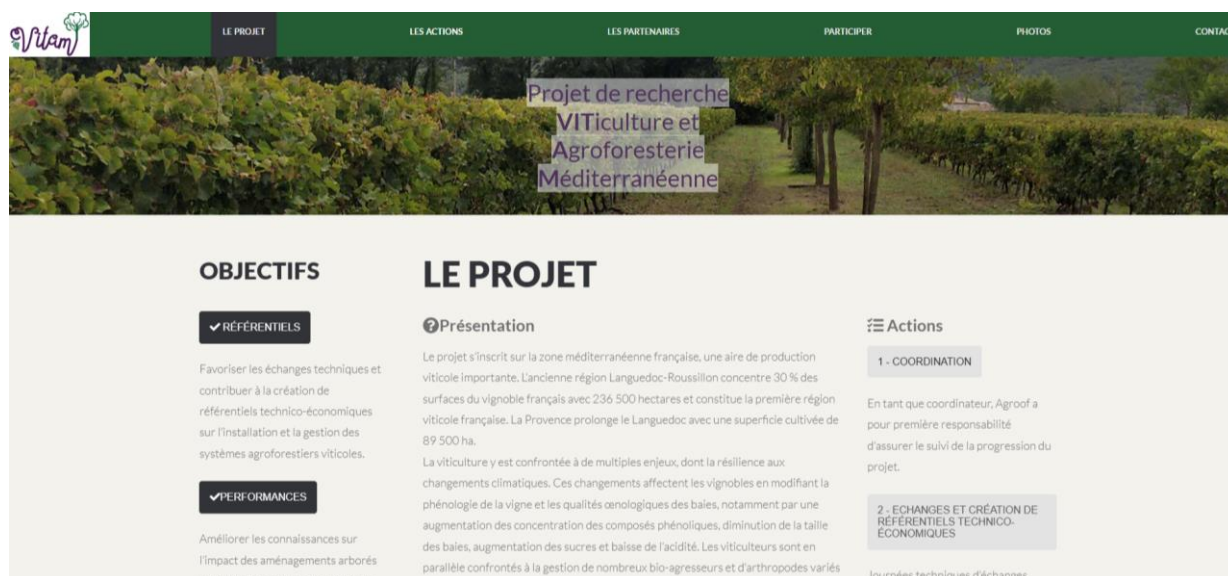 Vitam
LE PROJET
LES ACTIONS
LES PARTENAIRES
PARTICIPER
PHOTOS
CONTAC
Projet de recherche
VITiculture et
Agroforesterie
Méditerranéenne
OBJECTIFS
RÉFÉRENTIELS
Favoriser les échanges techniques et
contribuer à la création de
référentiels technico-économiques
sur l'installation et la gestion des
systèmes agroforestiers viticoles.
PERFORMANCES
Améliorer les connaissances sur
l'impact des aménagements arborés
LE PROJET
Présentation
Le projet s'inscrit sur la zone méditerranéenne française, une aire de production
viticole importante. L'ancienne région Languedoc-Roussillon concentre 30 % des
surfaces du vignoble français avec 236 500 hectares et constitue la première région
viticole française. La Provence prolonge le Languedoc avec une superficie cultivée de
89 500 ha.
La viticulture y est confrontée à de multiples enjeux, dont la résilience aux
changements climatiques. Ces changements affectent les vignobles en modifiant la
phénologie de la vigne et les qualités œnologiques des baies, notamment par une
augmentation des concentration des composés phénoliques, diminution de la taille
des baies, augmentation des sucres et baisse de l'acidité. Les viticulteurs sont en
parallèle confrontés à la gestion de nombreux bio-agresseurs et d'arthropodes variés
Actions
1 - COORDINATION
En tant que coordinateur, Agroof a
pour première responsabilité
d'assurer le suivi de la progression du
projet.
2 - ECHANGES ET CRÉATION DE
RÉFÉRENTIELS TECHNICO-
ÉCONOMIQUES
Journées techniques d'échanges